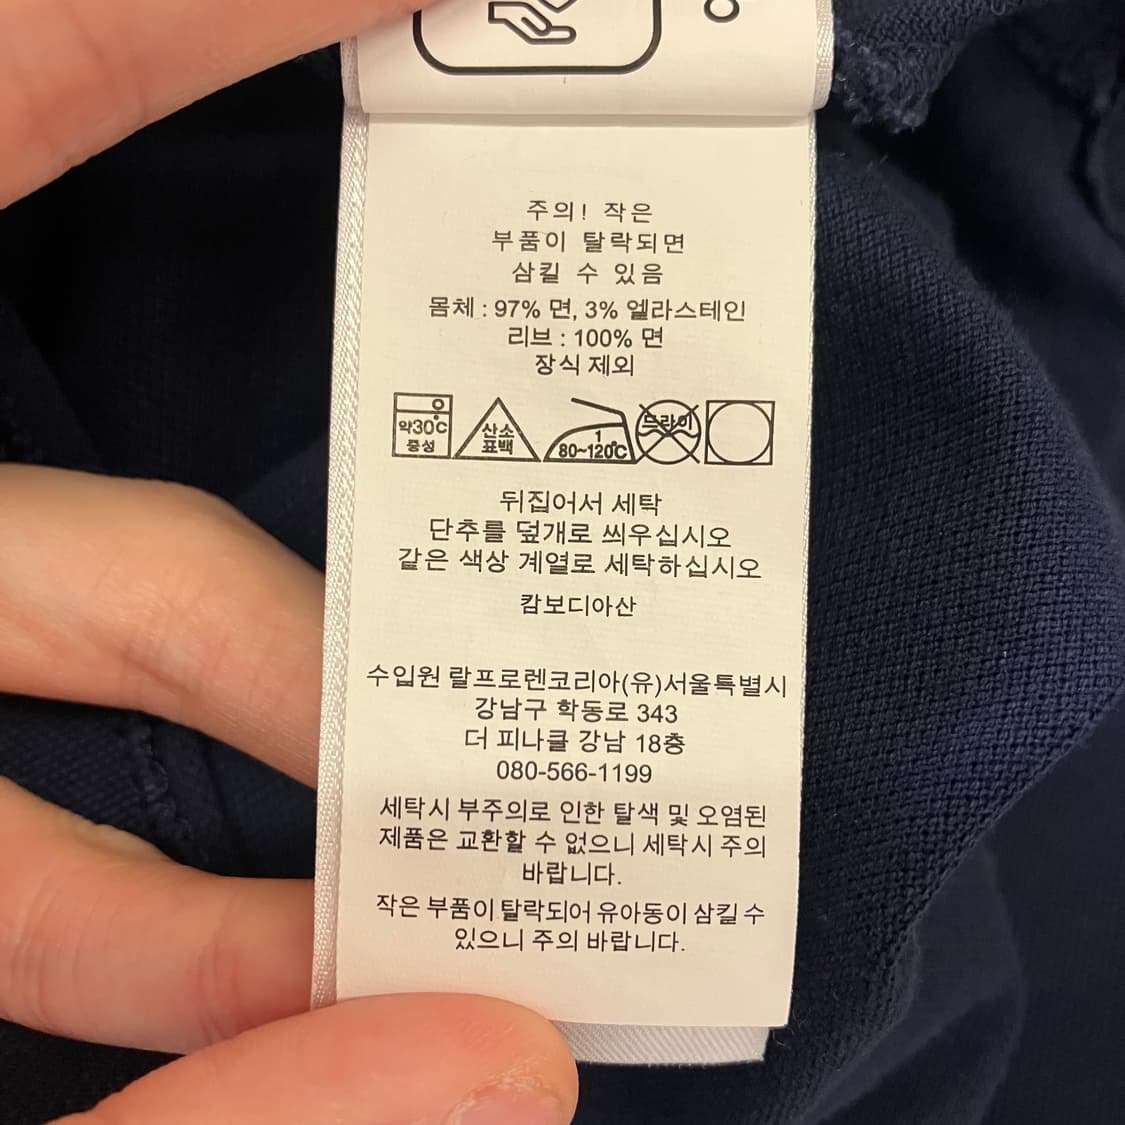 주의! 작은
부품이 탈락되면
삼킬 수 있음
몸체 : 97% 면, 3% 엘라스테인
리브 : 100% 면
장식 제외
약30℃ 중성
산소 표백
1 80~120℃
드라이
뒤집어서 세탁
단추를 덮개로 씌우십시오
같은 색상 계열로 세탁하십시오
캄보디아산
수입원 랄프로렌코리아(유)서울특별시
강남구 학동로 343
더 피나클 강남 18층
080-566-1199
세탁시 부주의로 인한 탈색 및 오염된
제품은 교환할 수 없으니 세탁시 주의
바랍니다.
작은 부품이 탈락되어 유아동이 삼킬 수
있으니 주의 바랍니다.